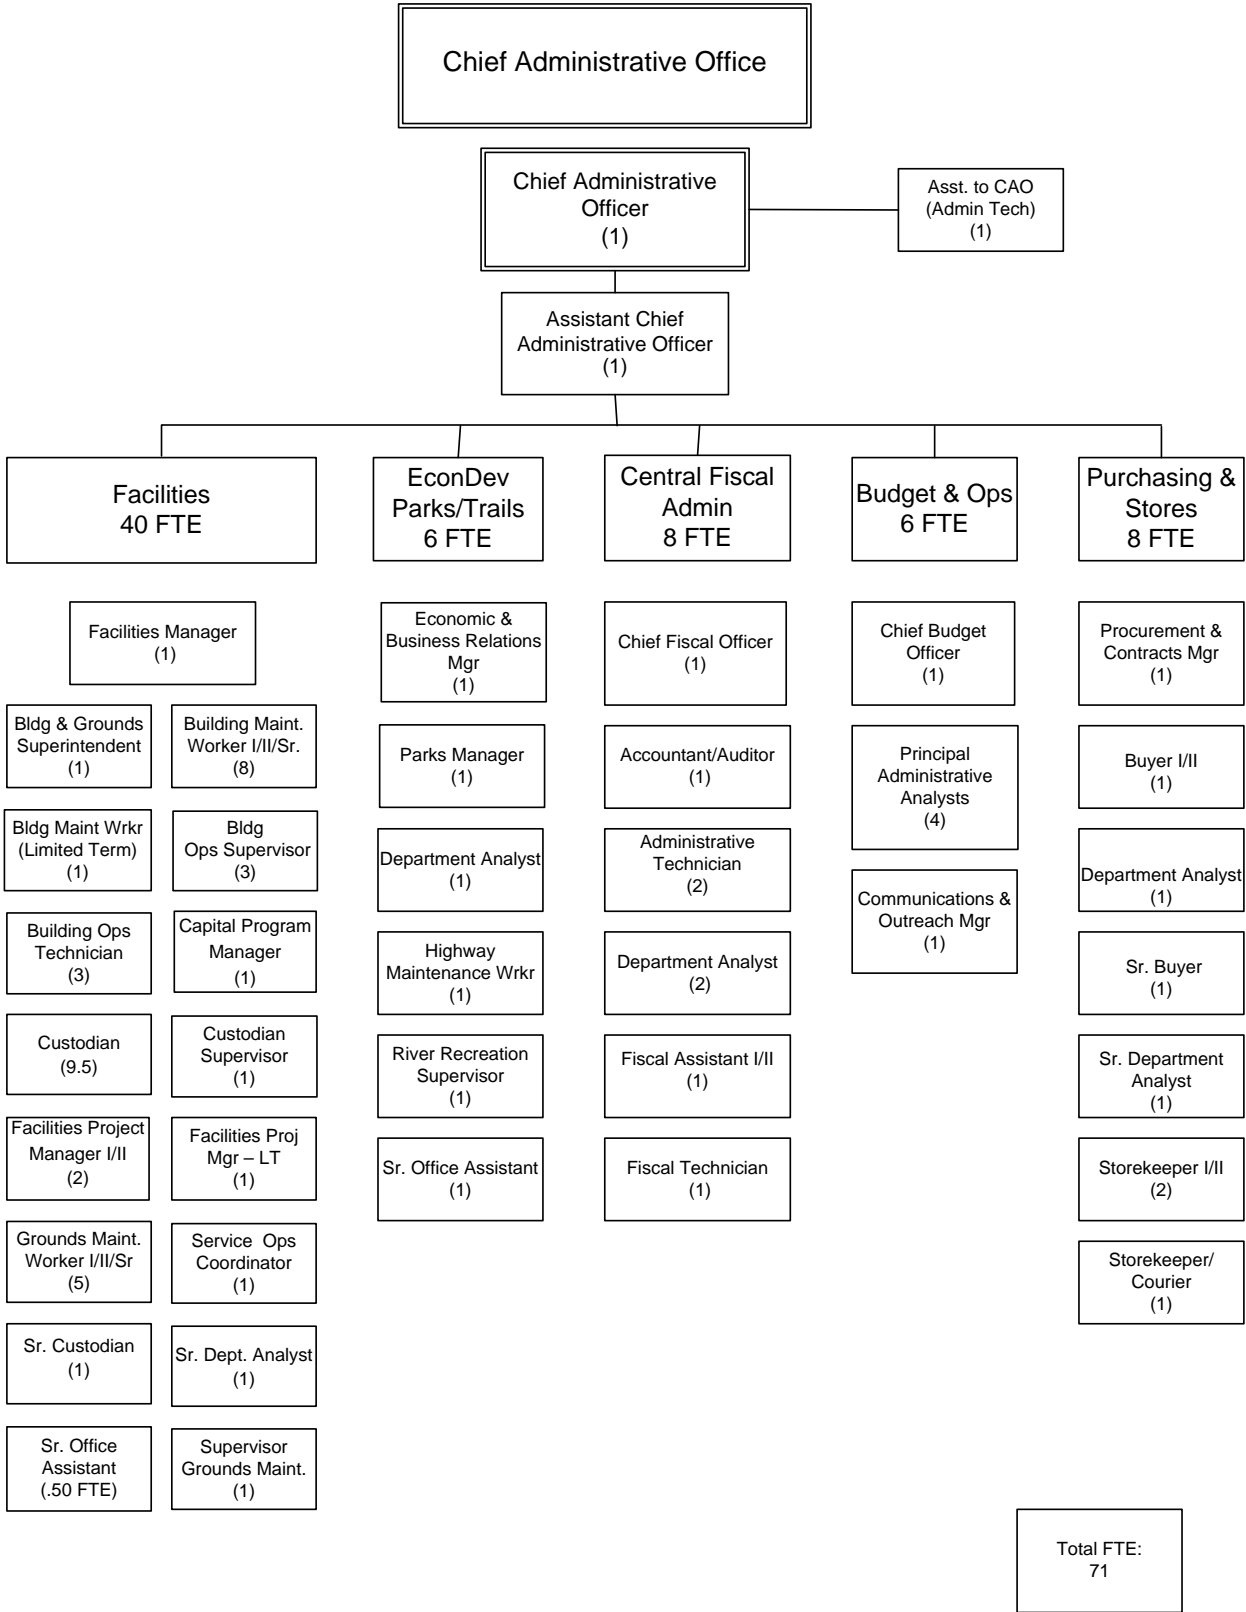 Chief Administrative Office
Chief Administrative
Officer
(1)
Asst. to CAO
(Admin Tech)
(1)
Assistant Chief
Administrative Officer
(1)
Facilities
40 FTE
EconDev
Parks/Trails
6 FTE
Central Fiscal
Admin
8 FTE
Budget & Ops
6 FTE
Purchasing &
Stores
8 FTE
Facilities Manager
(1)
Bldg & Grounds
Superintendent
(1)
Building Maint.
Worker I/II/Sr.
(8)
Bldg Maint Wrkr
(Limited Term)
(1)
Bldg
Ops Supervisor
(3)
Building Ops
Technician
(3)
Capital Program
Manager
(1)
Custodian
(9.5)
Custodian
Supervisor
(1)
Facilities Project
Manager I/II
(2)
Facilities Proj
Mgr – LT
(1)
Grounds Maint.
Worker I/II/Sr
(5)
Service Ops
Coordinator
(1)
Sr. Custodian
(1)
Sr. Dept. Analyst
(1)
Sr. Office
Assistant
(.50 FTE)
Supervisor
Grounds Maint.
(1)
Economic &
Business Relations
Mgr
(1)
Parks Manager
(1)
Department Analyst
(1)
Highway
Maintenance Wrkr
(1)
River Recreation
Supervisor
(1)
Sr. Office Assistant
(1)
Chief Fiscal Officer
(1)
Accountant/Auditor
(1)
Administrative
Technician
(2)
Department Analyst
(2)
Fiscal Assistant I/II
(1)
Fiscal Technician
(1)
Chief Budget
Officer
(1)
Principal
Administrative
Analysts
(4)
Communications &
Outreach Mgr
(1)
Procurement &
Contracts Mgr
(1)
Buyer I/II
(1)
Department Analyst
(1)
Sr. Buyer
(1)
Sr. Department
Analyst
(1)
Storekeeper I/II
(2)
Storekeeper/
Courier
(1)
Total FTE:
71